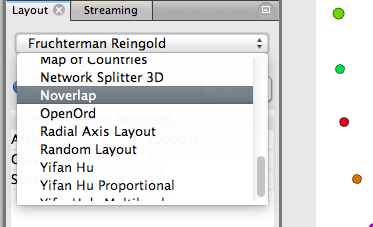 Layout Streaming
Fruchterman Reingold
Map of Countries
Network Splitter 3D
Noverlap
OpenOrd
Radial Axis Layout
Random Layout
Yifan Hu
Yifan Hu Proportional